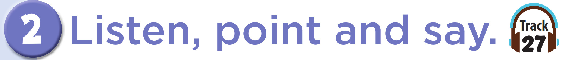 2 Listen, point and say. Track 27